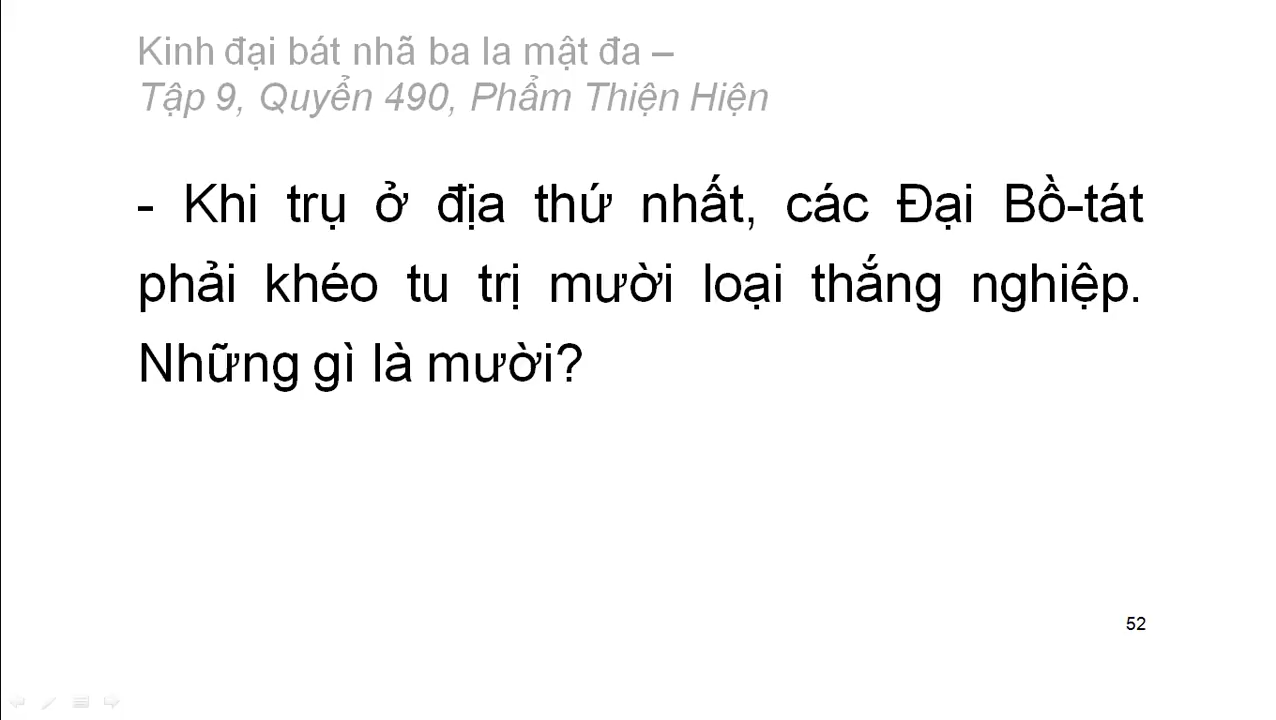 Kinh đại bát nhã ba la mật đa –
Tập 9, Quyển 490, Phẩm Thiện Hiện
- Khi trụ ở địa thứ nhất, các Đại Bồ-tát
phải khéo tu trị mười loại thắng nghiệp.
Những gì là mười?
52